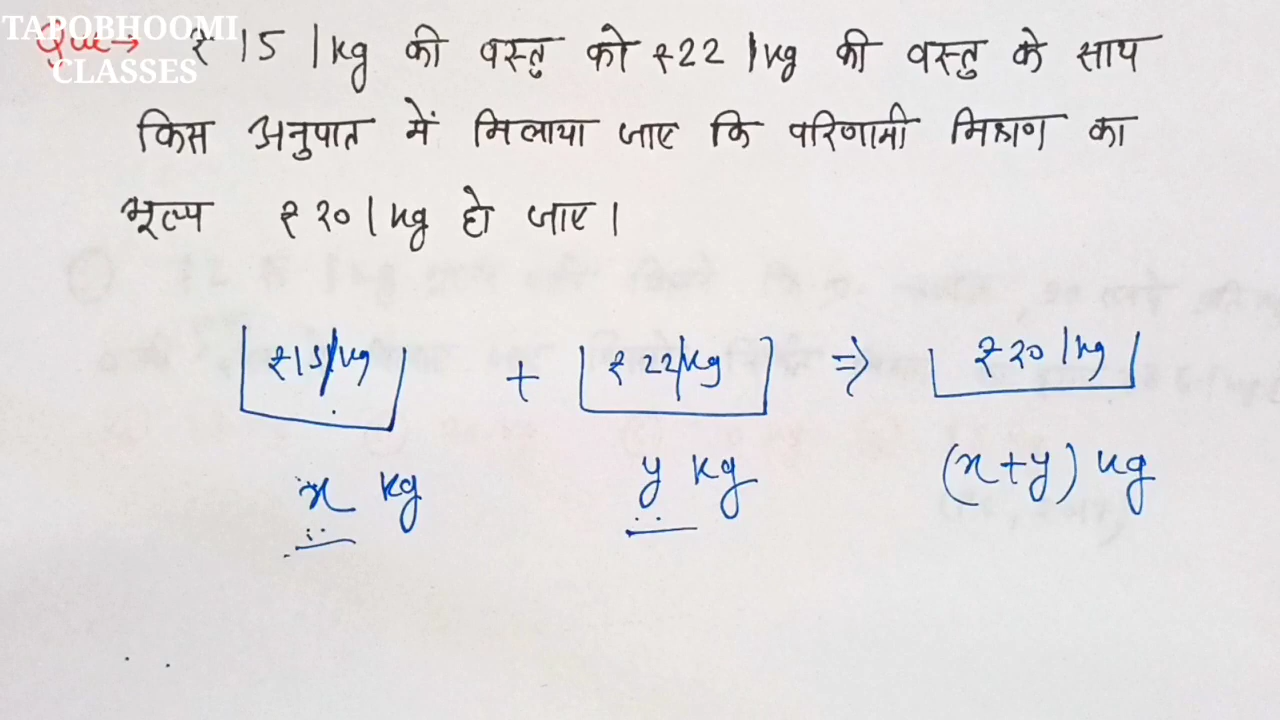 TAPOBHOOMI
CLASSES
Que → ₹15/kg की वस्तु को ₹22/kg की वस्तु के साथ
किस अनुपात में मिलाया जाए कि परिणामी मिश्रण का
मूल्य ₹20/kg हो जाए।
₹15/kg + ₹22/kg ⇒ ₹20/kg
x kg y kg (x+y) kg